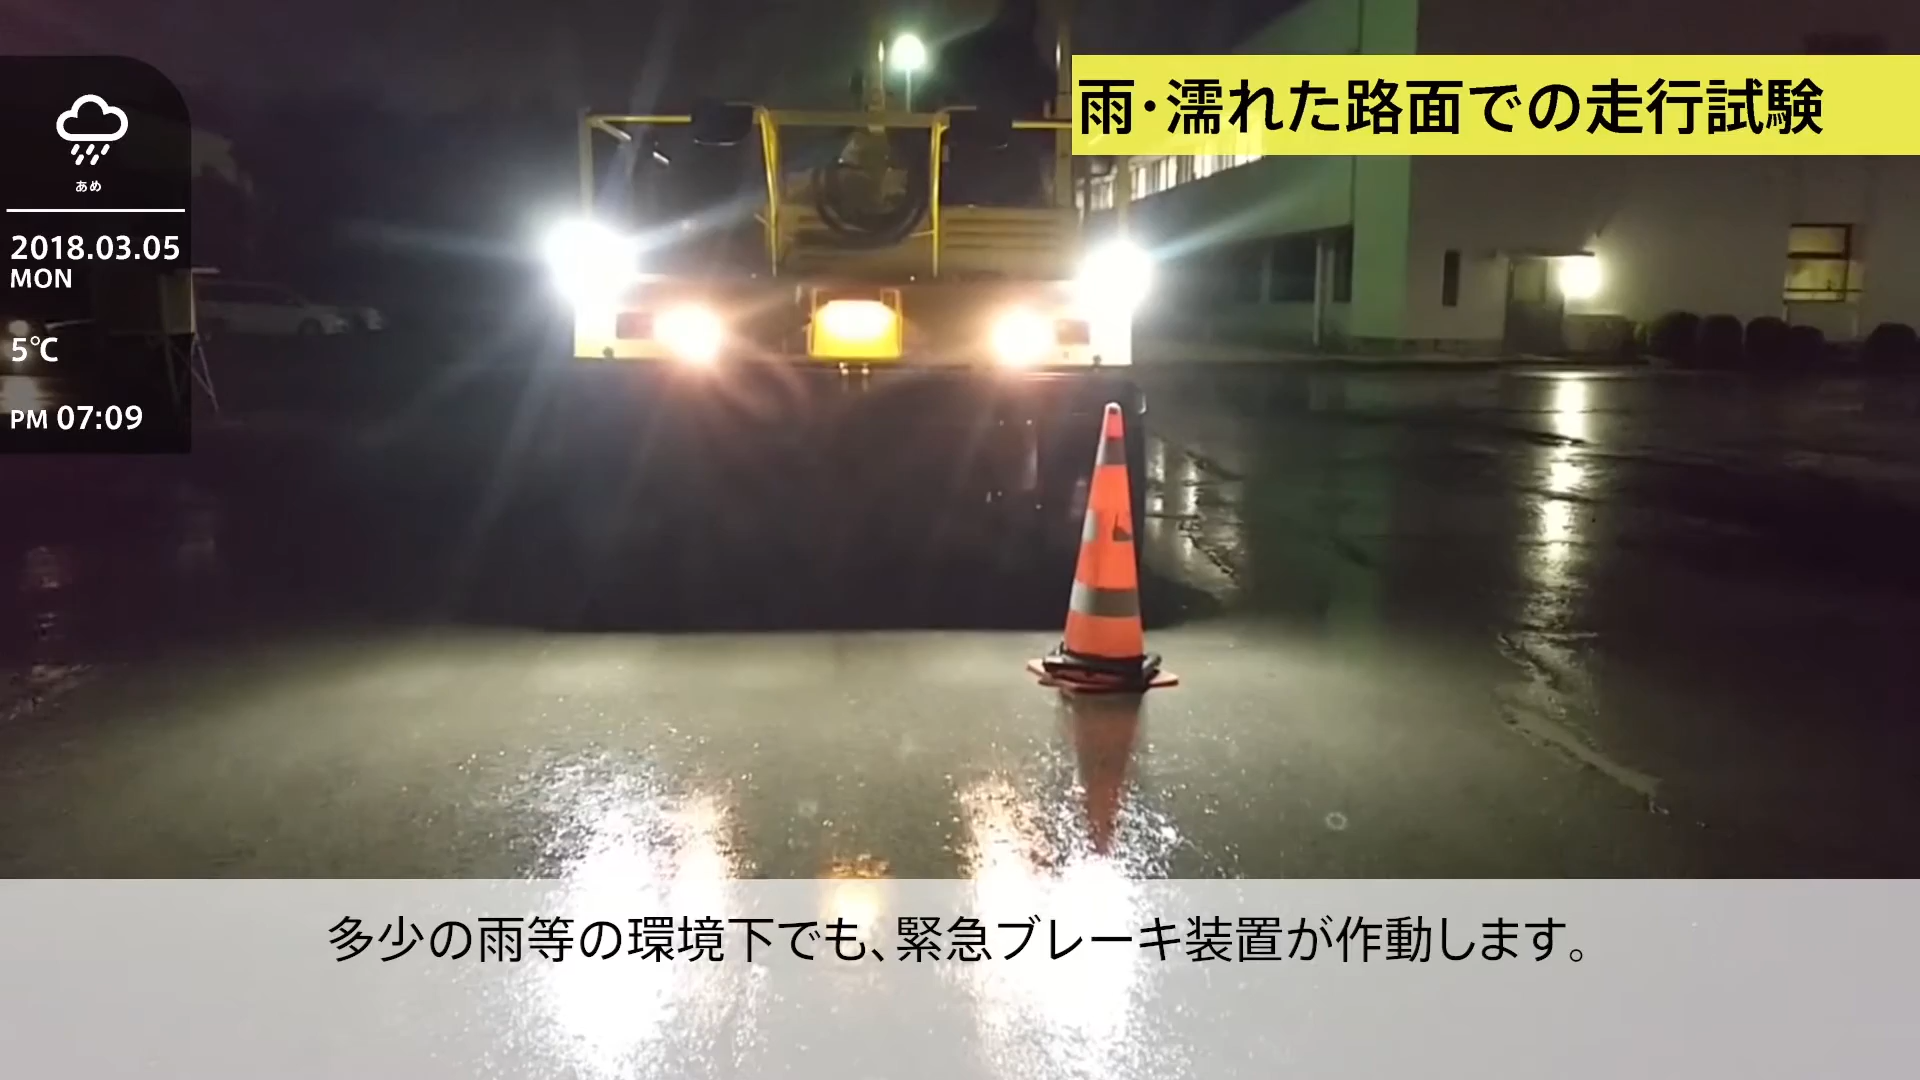 雨・濡れた路面での走行試験
あめ
2018.03.05
MON
5℃
PM 07:09
多少の雨等の環境下でも、緊急ブレーキ装置が作動します。